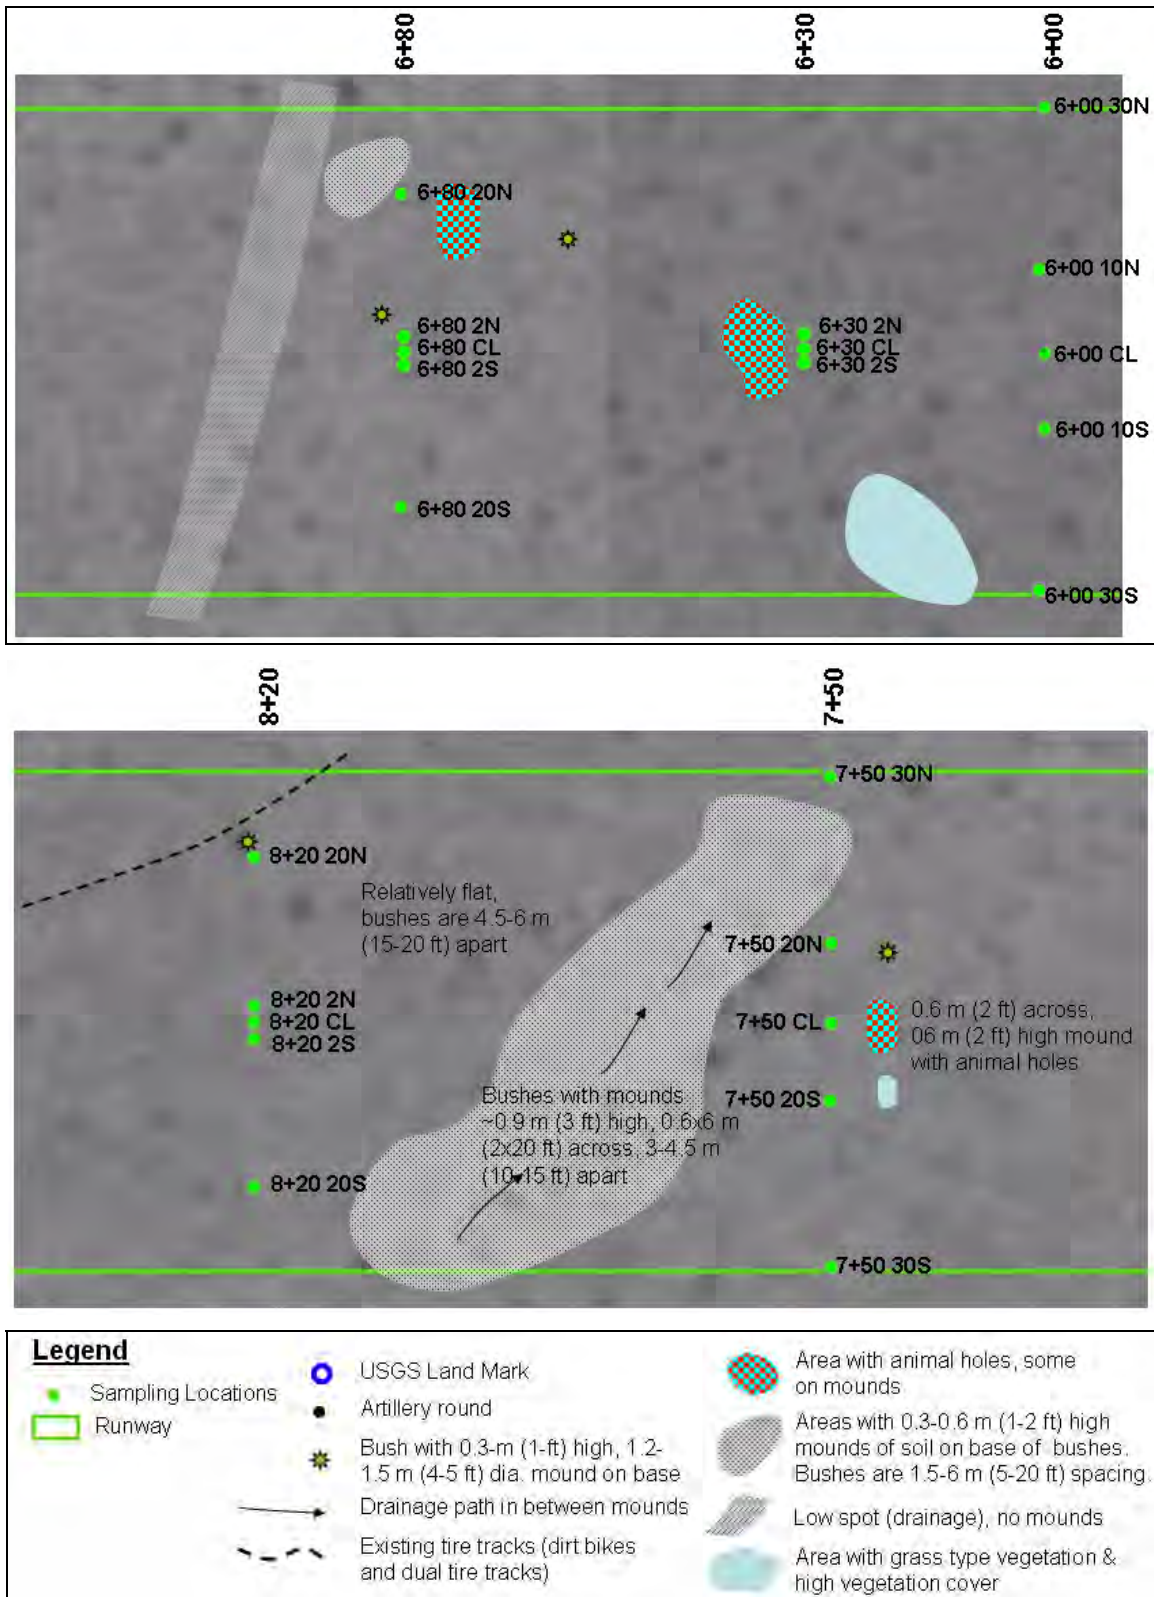 6+80
6+30
6+00
6+00 30N
6+80 20N
6+00 10N
6+80 2N
6+80 CL
6+80 2S
6+30 2N
6+30 CL
6+30 2S
6+00 CL
6+00 10S
6+80 20S
6+00 30S
8+20
7+50
7+50 30N
8+20 20N
Relatively flat,
bushes are 4.5-6 m
(15-20 ft) apart
7+50 20N
8+20 2N
8+20 CL
8+20 2S
7+50 CL
0.6 m (2 ft) across,
06 m (2 ft) high mound
with animal holes
Bushes with mounds
~0.9 m (3 ft) high, 0.6x6 m
(2x20 ft) across, 3-4.5 m
(10-15 ft) apart
7+50 20S
8+20 20S
7+50 30S
Legend
Sampling Locations
Runway
USGS Land Mark
Artillery round
Bush with 0.3-m (1-ft) high, 1.2-
1.5 m (4-5 ft) dia. mound on base
Drainage path in between mounds
Existing tire tracks (dirt bikes
and dual tire tracks)
Area with animal holes, some
on mounds
Areas with 0.3-0.6 m (1-2 ft) high
mounds of soil on base of bushes.
Bushes are 1.5-6 m (5-20 ft) spacing.
Low spot (drainage), no mounds
Area with grass type vegetation &
high vegetation cover